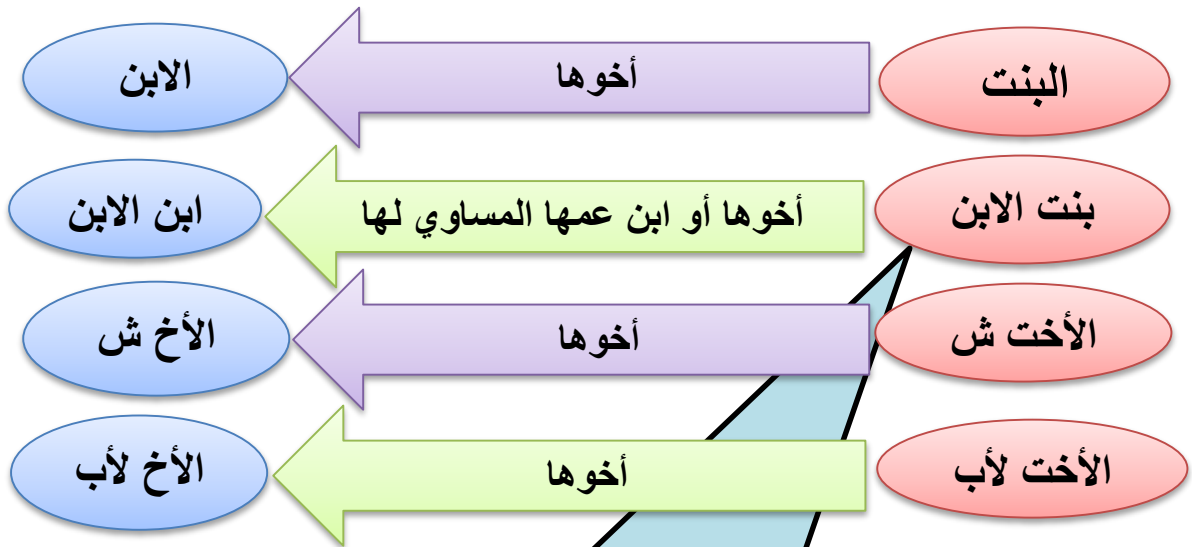 البنت
أخوها
الابن
بنت الابن
أخوها أو ابن عمها المساوي لها
ابن الابن
الأخت ش
أخوها
الأخ ش
الأخت لأب
أخوها
الأخ لأب